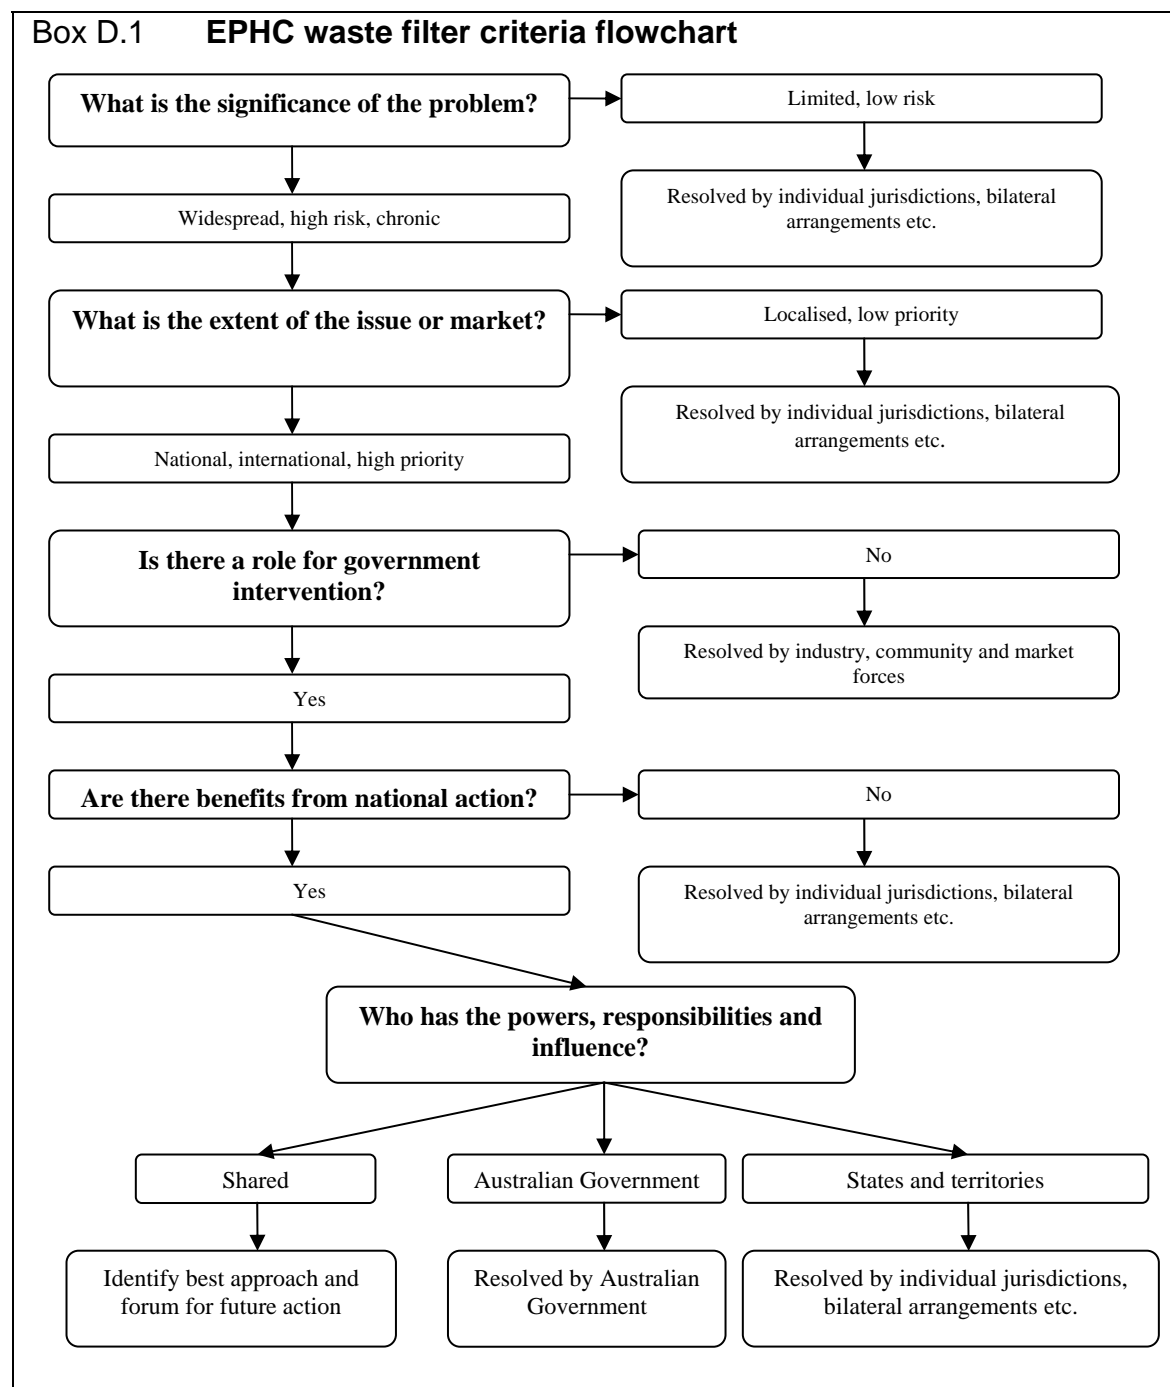 Box D.1 EPHC waste filter criteria flowchart
What is the significance of the problem?
Limited, low risk
Resolved by individual jurisdictions, bilateral
arrangements etc.
Widespread, high risk, chronic
What is the extent of the issue or market?
Localised, low priority
Resolved by individual jurisdictions, bilateral
arrangements etc.
National, international, high priority
Is there a role for government
intervention?
No
Resolved by industry, community and market
forces
Yes
Are there benefits from national action?
No
Resolved by individual jurisdictions, bilateral
arrangements etc.
Yes
Who has the powers, responsibilities and
influence?
Shared
Australian Government
States and territories
Identify best approach and
forum for future action
Resolved by Australian
Government
Resolved by individual jurisdictions,
bilateral arrangements etc.